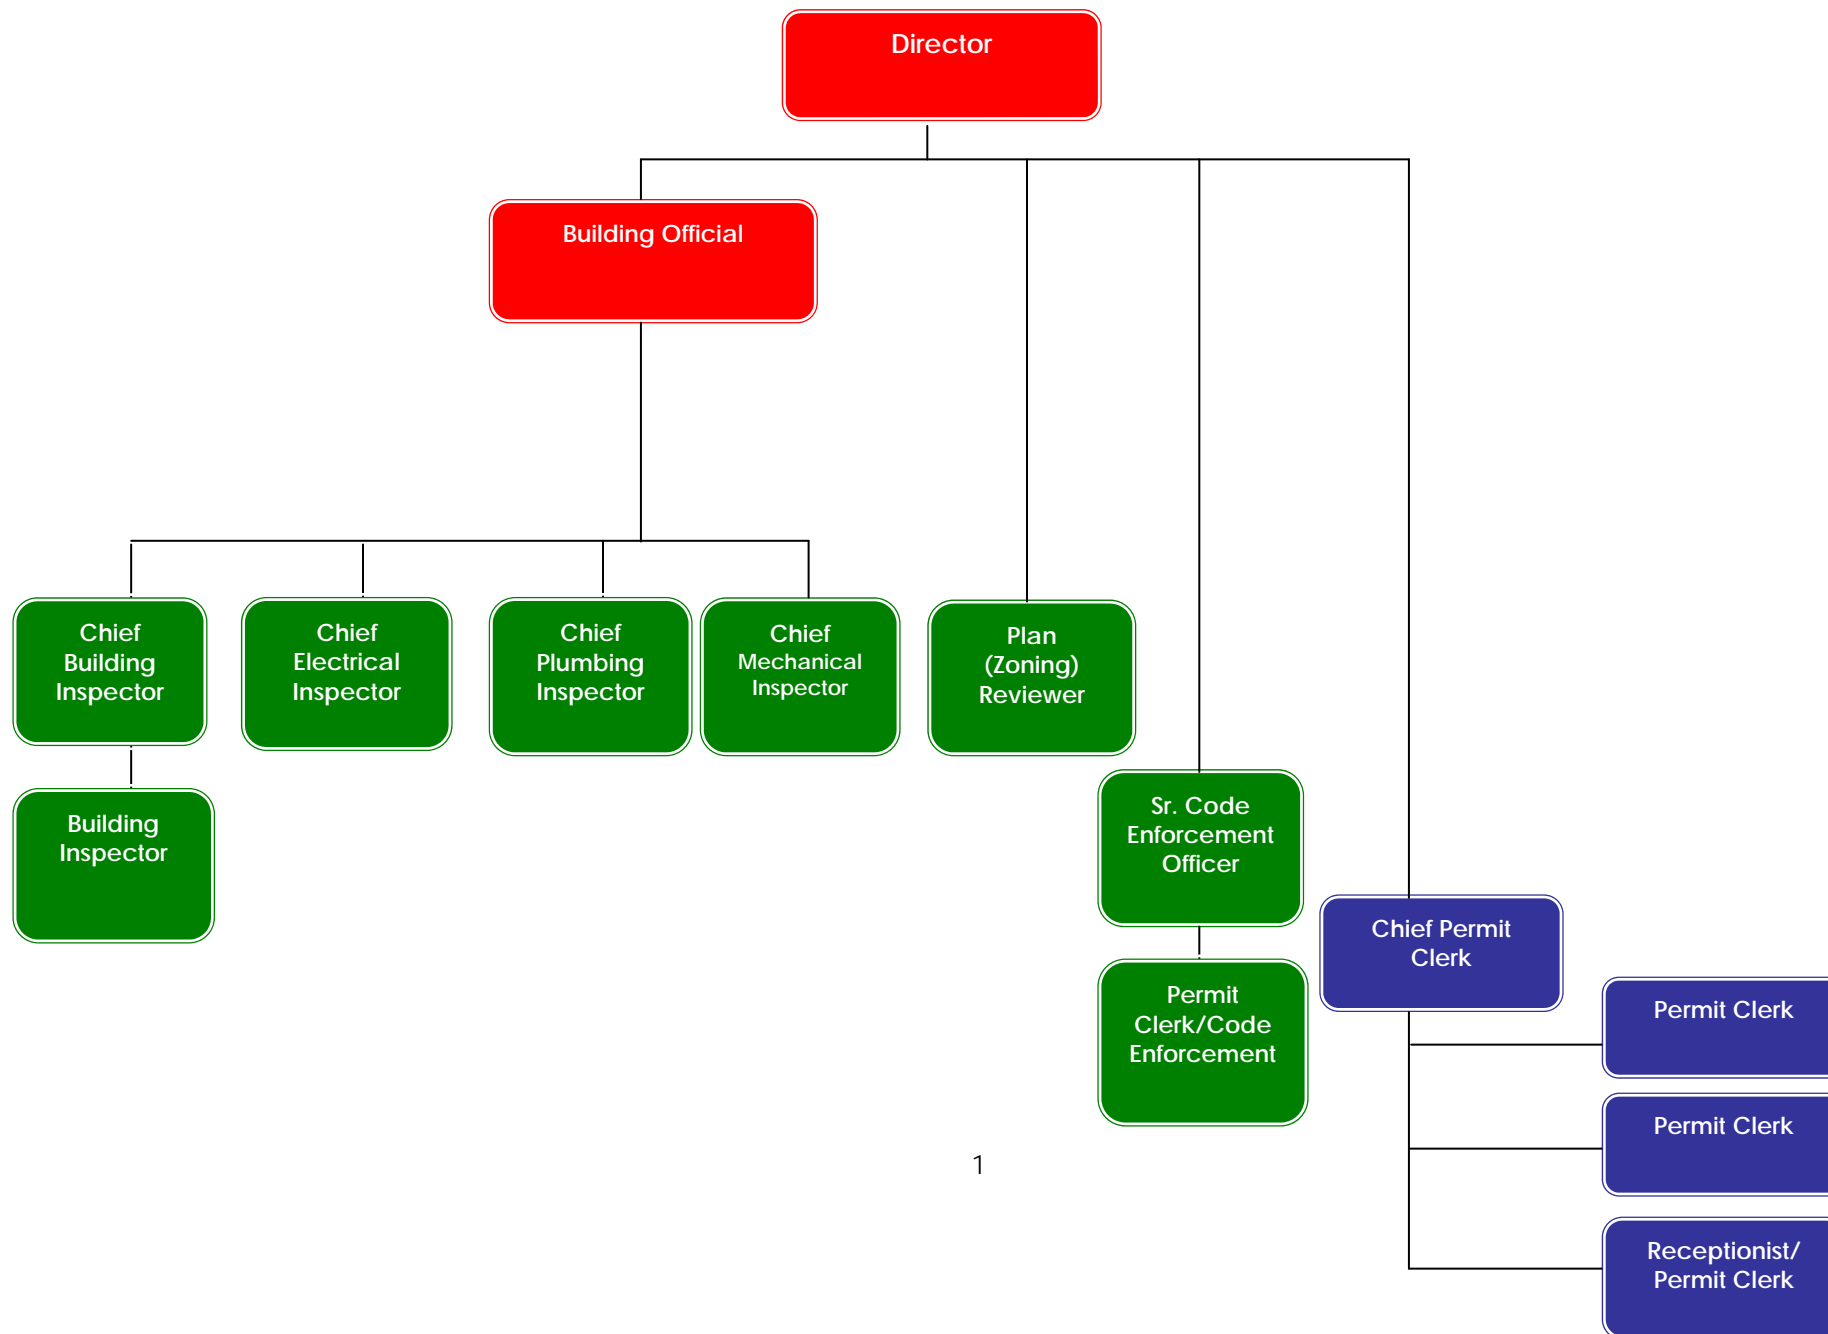 Director
Building Official
Chief
Building
Inspector
Chief
Electrical
Inspector
Chief
Plumbing
Inspector
Chief
Mechanical
Inspector
Plan
(Zoning)
Reviewer
Building
Inspector
Sr. Code
Enforcement
Officer
Chief Permit
Clerk
Permit
Clerk/Code
Enforcement
Permit Clerk
Permit Clerk
1
Receptionist/
Permit Clerk